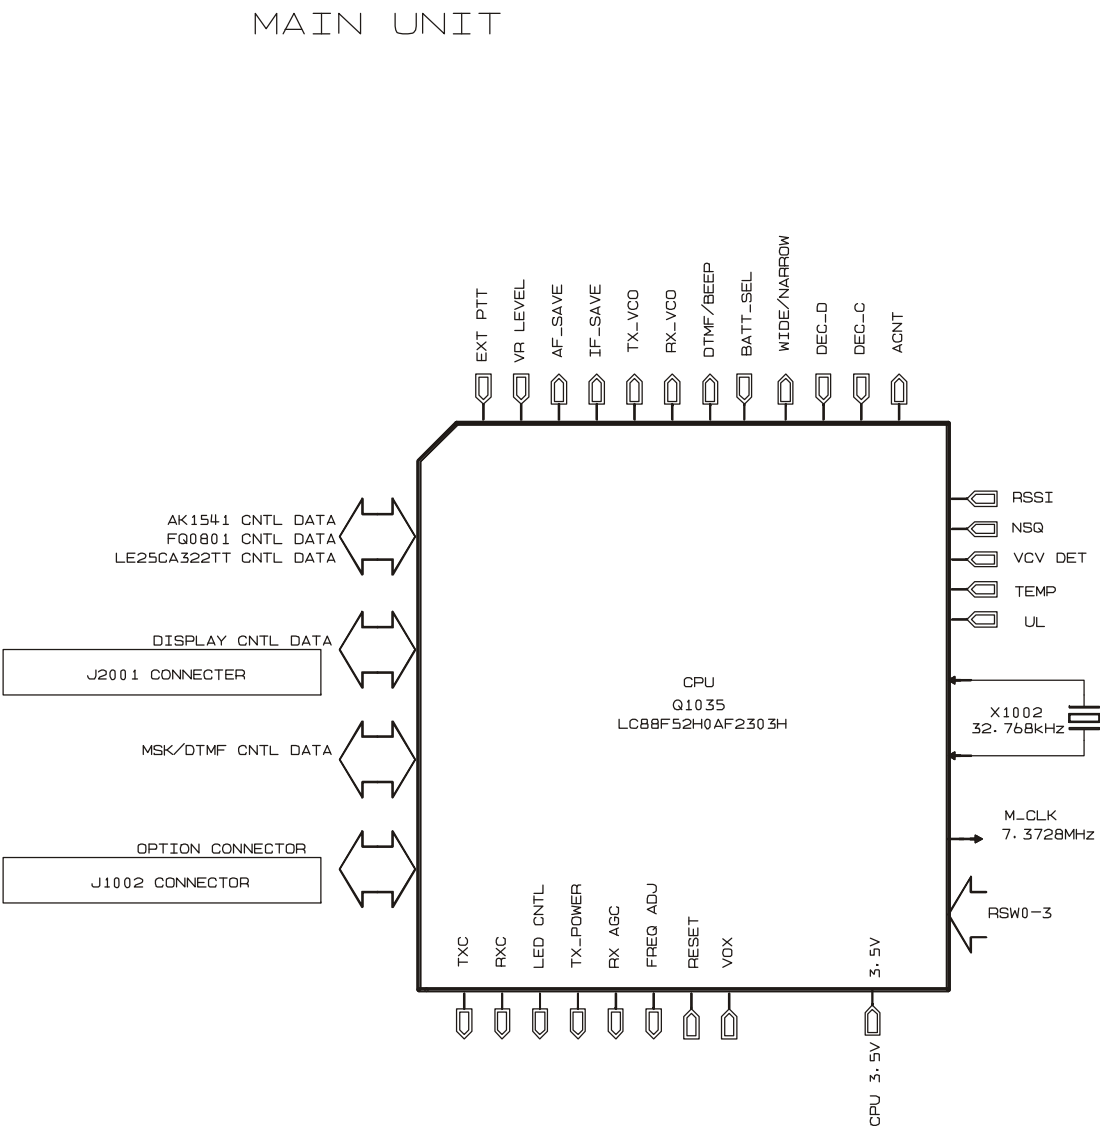 MAIN UNIT
EXT PTT
VR LEVEL
AF_SAVE
IF_SAVE
TX_VCO
RX_VCO
DTMF/BEEP
BATT_SEL
WIDE/NARROW
DEC_D
DEC_C
ACNT
AK1541 CNTL DATA
FQ0801 CNTL DATA
LE25CA322TT CNTL DATA
DISPLAY CNTL DATA
J2001 CONNECTER
MSK/DTMF CNTL DATA
OPTION CONNECTOR
J1002 CONNECTOR
CPU
Q1035
LC88F52H0AF2303H
RSSI
NSQ
VCV DET
TEMP
UL
X1002
32.768kHz
M_CLK
7.3728MHz
RSW0-3
TXC
RXC
LED CNTL
TX_POWER
RX AGC
FREQ ADJ
RESET
VOX
3.5V
CPU 3.5V